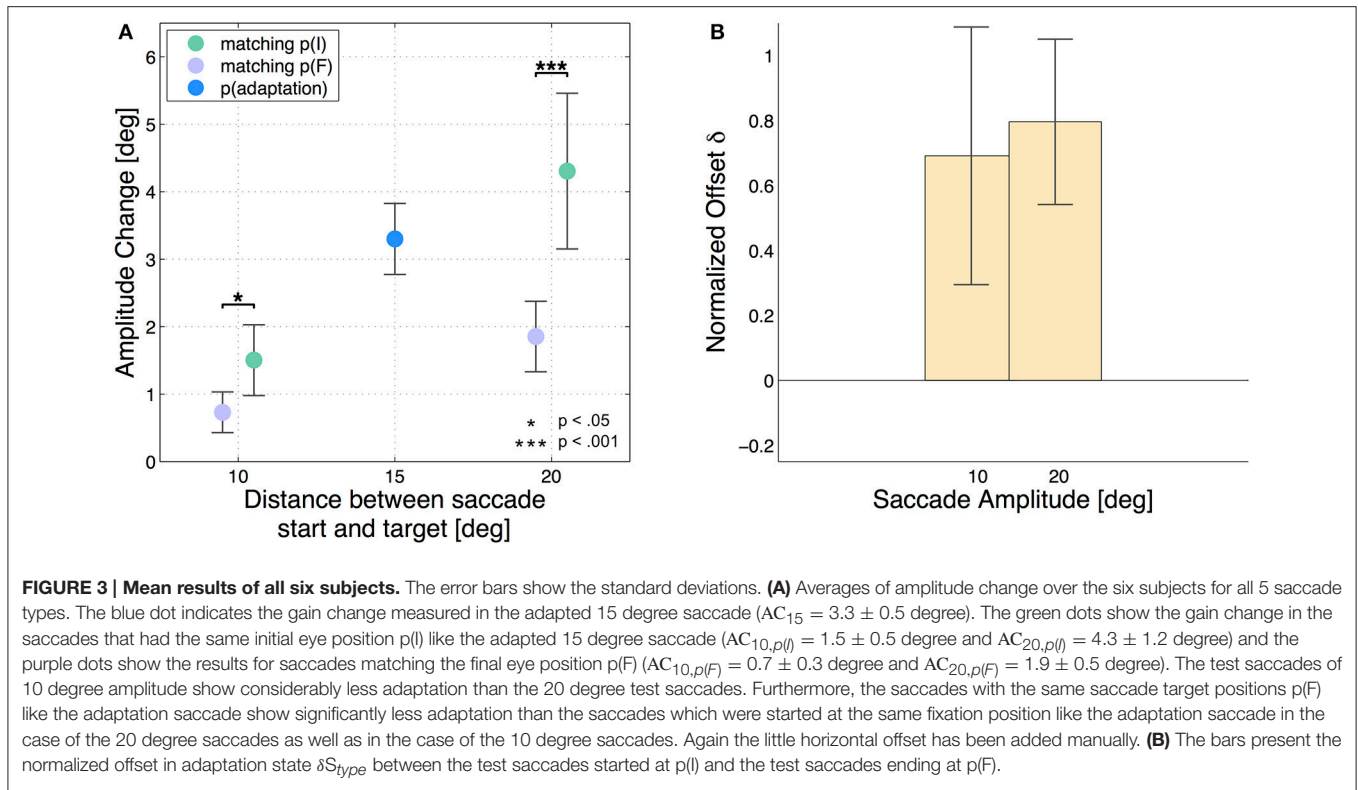 A
matching p(I)
matching p(F)
p(adaptation)
6
5
4
3
2
1
0
Amplitude Change [deg]
*
***
* p < .05
*** p < .001
10
15
20
Distance between saccade
start and target [deg]
B
1
0.8
0.6
0.4
0.2
0
−0.2
Normalized Offset δ
10
20
Saccade Amplitude [deg]
FIGURE 3 | Mean results of all six subjects. The error bars show the standard deviations. (A) Averages of amplitude change over the six subjects for all 5 saccade
types. The blue dot indicates the gain change measured in the adapted 15 degree saccade (AC15 = 3.3 ± 0.5 degree). The green dots show the gain change in the
saccades that had the same initial eye position p(I) like the adapted 15 degree saccade (AC10,p(I) = 1.5 ± 0.5 degree and AC20,p(I) = 4.3 ± 1.2 degree) and the
purple dots show the results for saccades matching the final eye position p(F) (AC10,p(F) = 0.7 ± 0.3 degree and AC20,p(F) = 1.9 ± 0.5 degree). The test saccades of
10 degree amplitude show considerably less adaptation than the 20 degree test saccades. Furthermore, the saccades with the same saccade target positions p(F)
like the adaptation saccade show significantly less adaptation than the saccades which were started at the same fixation position like the adaptation saccade in the
case of the 20 degree saccades as well as in the case of the 10 degree saccades. Again the little horizontal offset has been added manually. (B) The bars present the
normalized offset in adaptation state δStype between the test saccades started at p(I) and the test saccades ending at p(F).